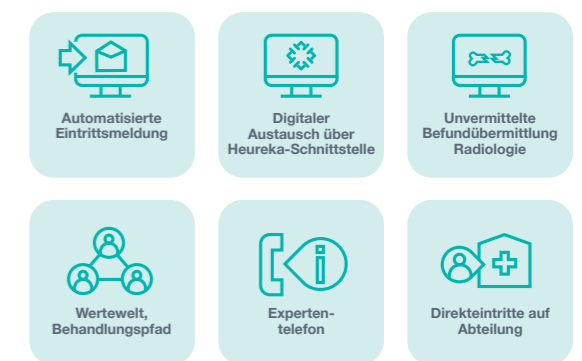 Automatisierte
Eintrittsmeldung
Digitaler
Austausch über
Heureka-Schnittstelle
Unvermittelte
Befundübermittlung
Radiologie
Wertewelt,
Behandlungspfad
Experten-
telefon
Direkteintritte auf
Abteilung